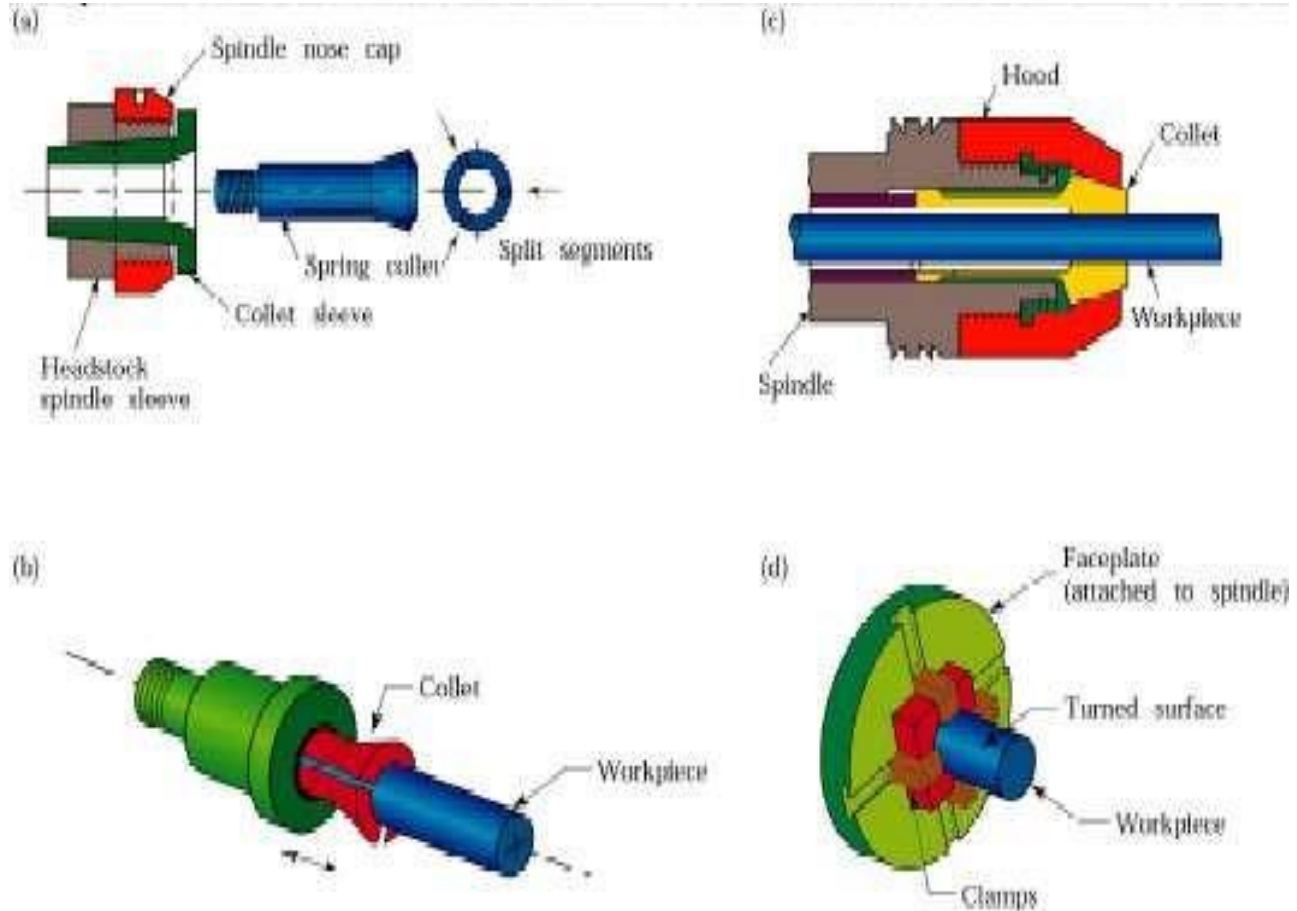 (a)
Spindle nose cap
Spring collet
Split segments
Collet sleeve
Headstock
spindle sleeve
(c)
Hood
Collet
Workpiece
Spindle
(b)
Collet
Workpiece
(d)
Faceplate
(attached to spindle)
Turned surface
Workpiece
Clamps